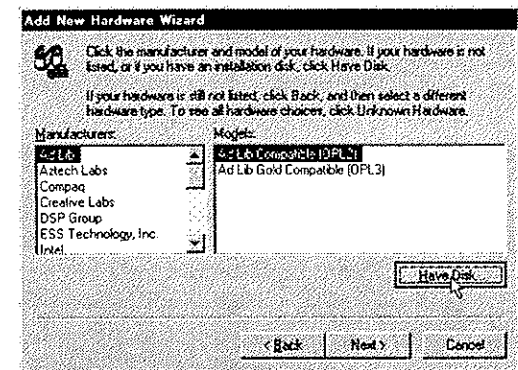 Add New Hardware Wizard
Click the manufacturer and model of your hardware. If your hardware is not
listed, or if you have an installation disk, click Have Disk.
If your hardware is still not listed, click Back, and then select a different
hardware type. To see all hardware choices, click Unknown Hardware.
Manufacturers:
Models:
Ad Lib
Aztech Labs
Compaq
Creative Labs
DSP Group
ESS Technology, Inc.
Intel
Ad Lib Compatible (OPL2)
Ad Lib Gold Compatible (OPL3)
Have Disk...
< Back
Next >
Cancel